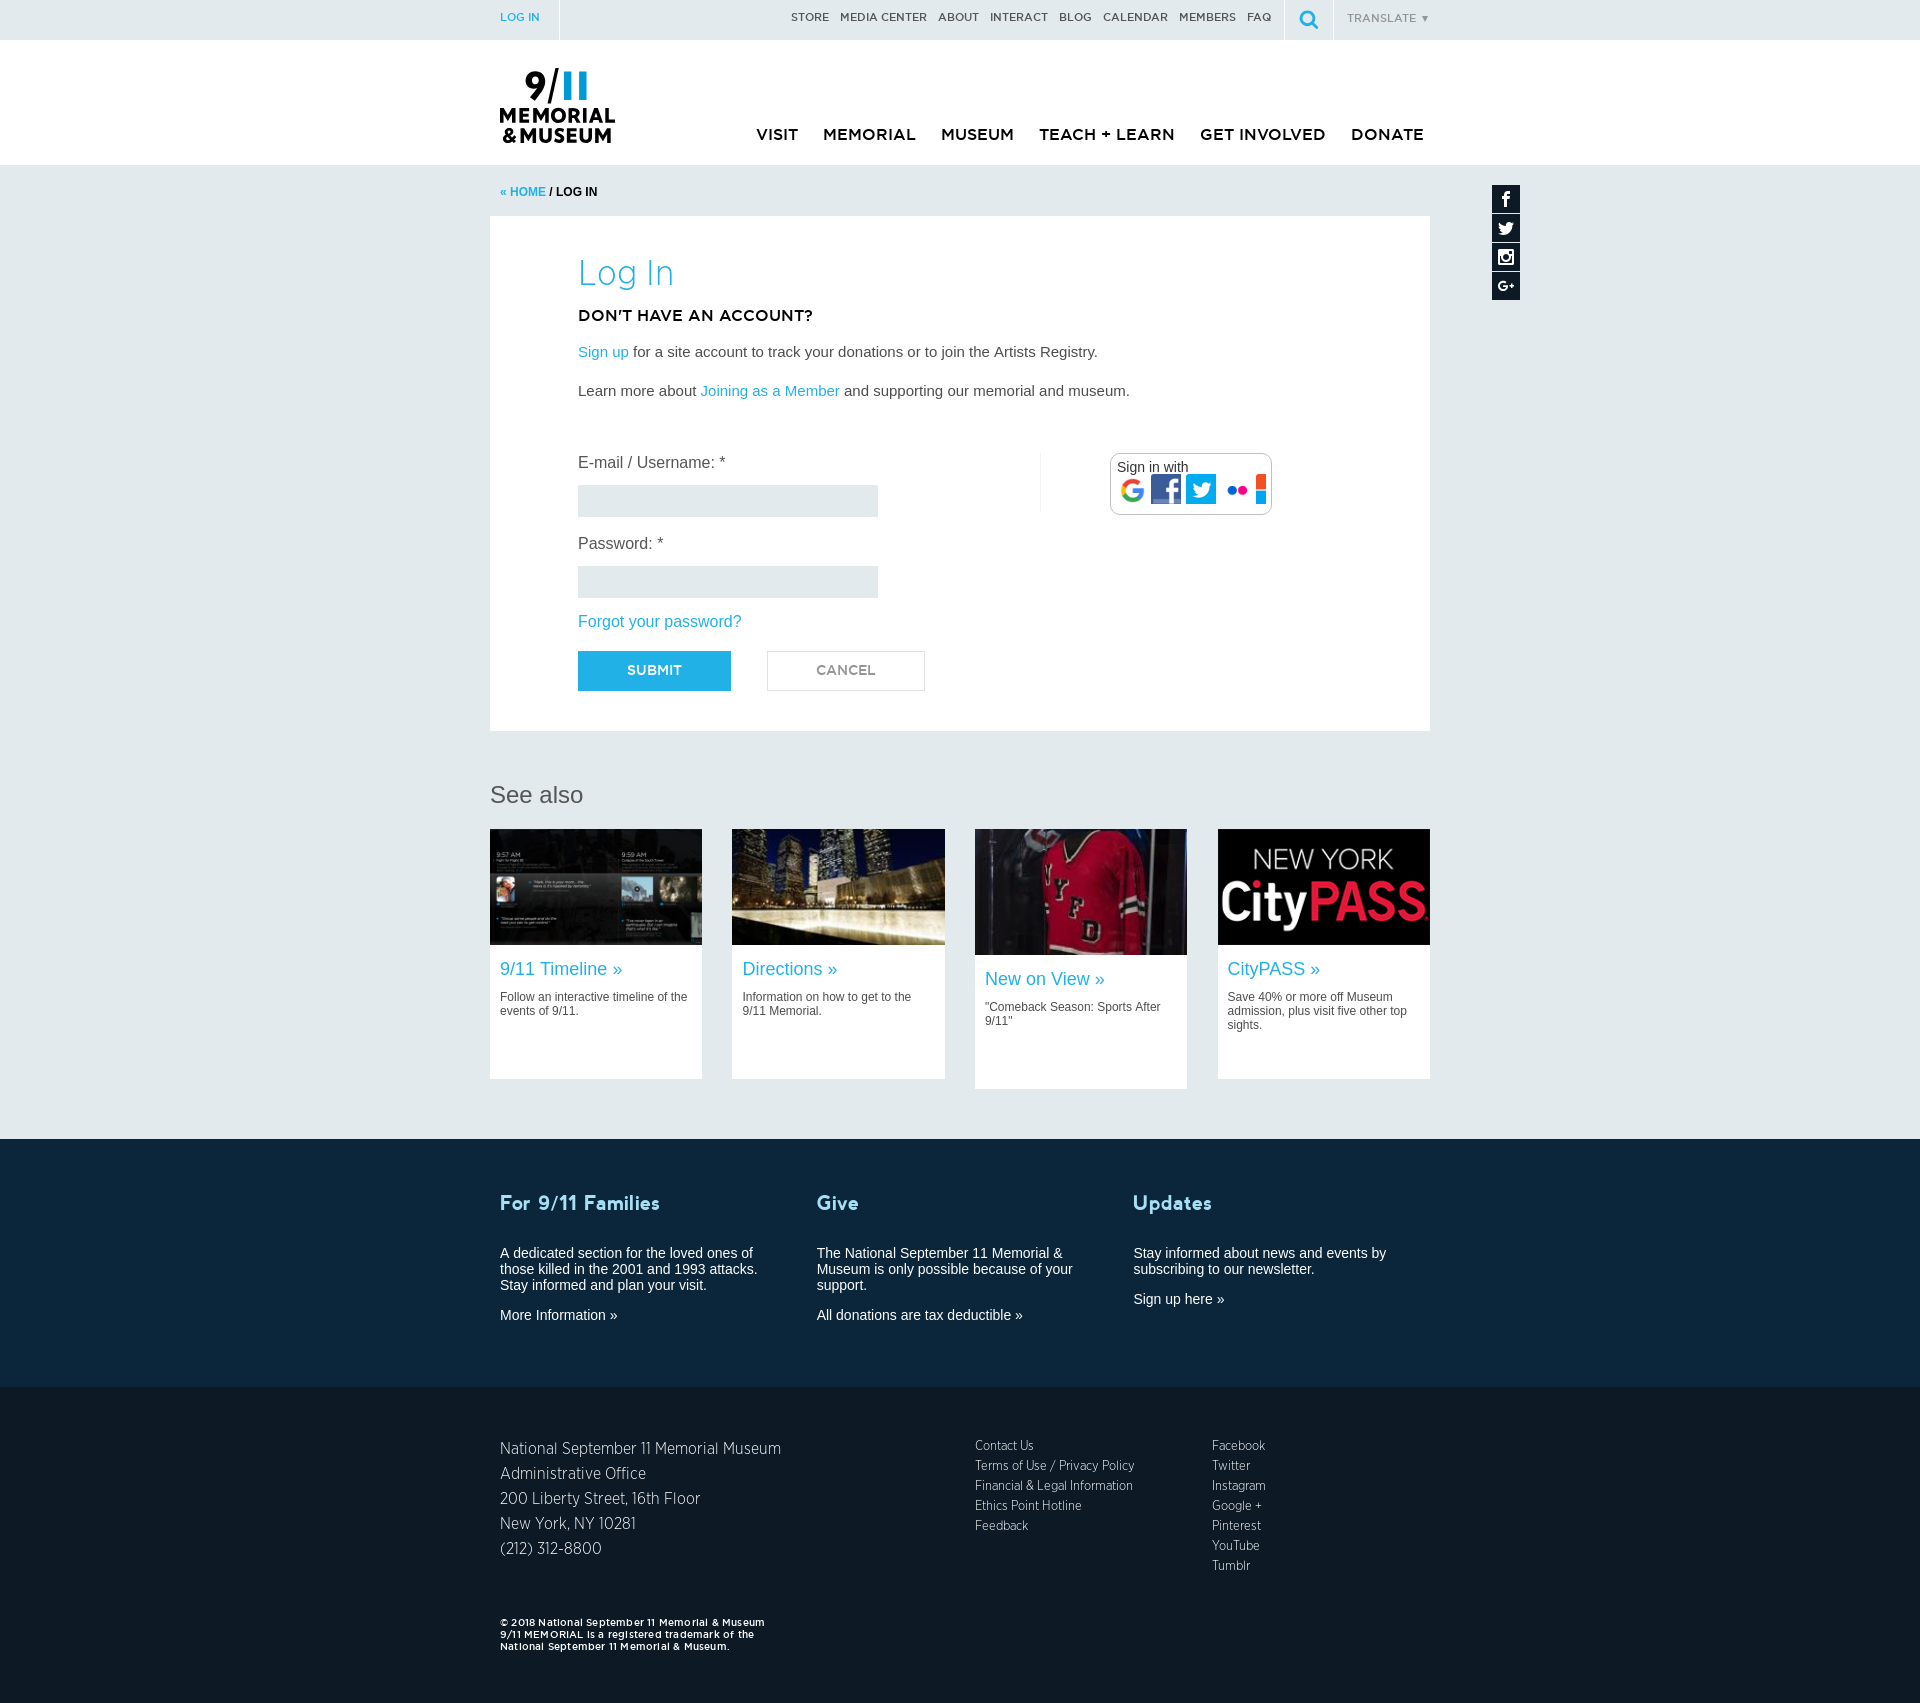 LOG IN
STORE MEDIA CENTER ABOUT INTERACT BLOG CALENDAR MEMBERS FAQ
TRANSLATE ▼
9/11
MEMORIAL
&MUSEUM
VISIT MEMORIAL MUSEUM TEACH + LEARN GET INVOLVED DONATE
« HOME / LOG IN
Log In
DON'T HAVE AN ACCOUNT?
Sign up for a site account to track your donations or to join the Artists Registry.
Learn more about Joining as a Member and supporting our memorial and museum.
E-mail / Username: *
Sign in with
Password: *
Forgot your password?
SUBMIT
CANCEL
See also
9:57 AM
9:59 AM
NYFD
NEW YORK
CityPASS
9/11 Timeline »
Follow an interactive timeline of the
events of 9/11.
Directions »
Information on how to get to the
9/11 Memorial.
New on View »
"Comeback Season: Sports After
9/11"
CityPASS »
Save 40% or more off Museum
admission, plus visit five other top
sights.
For 9/11 Families
A dedicated section for the loved ones of
those killed in the 2001 and 1993 attacks.
Stay informed and plan your visit.
More Information »
Give
The National September 11 Memorial &
Museum is only possible because of your
support.
All donations are tax deductible »
Updates
Stay informed about news and events by
subscribing to our newsletter.
Sign up here »
National September 11 Memorial Museum
Administrative Office
200 Liberty Street, 16th Floor
New York, NY 10281
(212) 312-8800
Contact Us
Terms of Use / Privacy Policy
Financial & Legal Information
Ethics Point Hotline
Feedback
Facebook
Twitter
Instagram
Google +
Pinterest
YouTube
Tumblr
© 2018 National September 11 Memorial & Museum
9/11 MEMORIAL is a registered trademark of the
National September 11 Memorial & Museum.